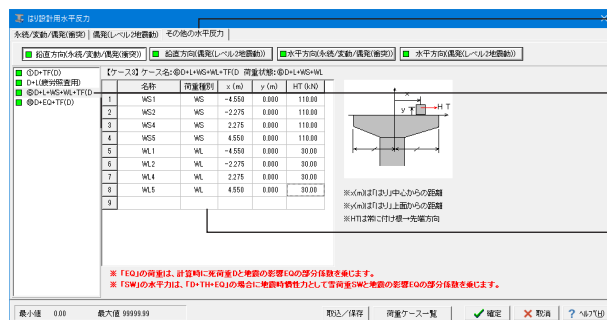 はり設計用水平反力
永続/変動/偶発(衝突) 偶発(レベル2地震動) その他の水平反力
鉛直方向(永続/変動/偶発(衝突)) 鉛直方向(偶発(レベル2地震動)) 水平方向(永続/変動/偶発(衝突)) 水平方向(偶発(レベル2地震動))
①D+TF(D)
D+L(疲労照査用)
⑥D+L+WS+WL+TF(D
⑩D+EQ+TF(D)
【ケース3】ケース名:⑥D+L+WS+WL+TF(D 荷重状態:⑥D+L+WS+WL
名称 荷重種別 x (m) y (m) HT (kN)
1 WS1 WS -4.550 0.000 110.00
2 WS2 WS -2.275 0.000 110.00
3 WS4 WS 2.275 0.000 110.00
4 WS5 WS 4.550 0.000 110.00
5 WL1 WL -4.550 0.000 30.00
6 WL2 WL -2.275 0.000 30.00
7 WL4 WL 2.275 0.000 30.00
8 WL5 WL 4.550 0.000 30.00
9
x
y
H T
※x(m)は「はり」中心からの距離
※y(m)は「はり」上面からの距離
※HTは常に付け根→先端方向
※「EQ」の荷重は、計算時に死荷重Dと地震の影響EQの部分係数を乗じます。
※「SW」の水平力は、「D+TH+EQ」の場合に地震時慣性力として雪荷重SWと地震の影響EQの部分係数を乗じます。
最小値 0.00 最大値 99999.99 取込/保存 荷重ケース一覧 確定 取消 ? ヘルプ(H)